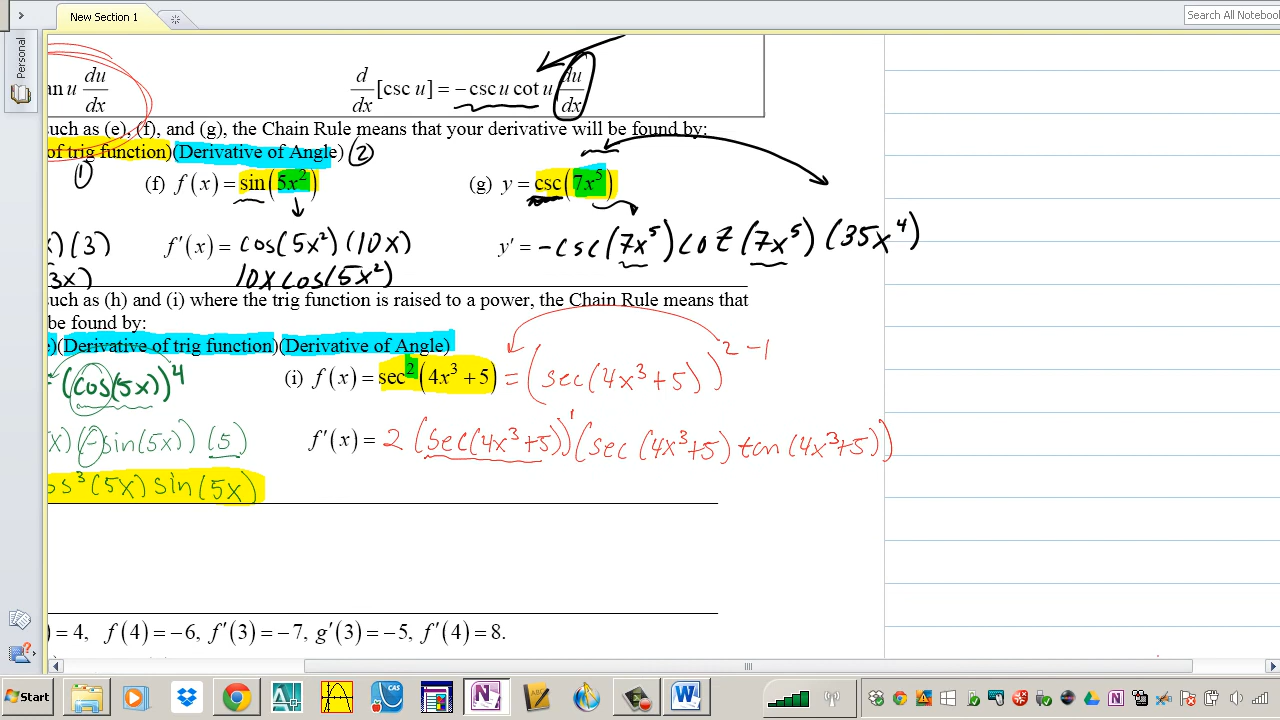 New Section 1
Search All Notebook
Personal
an u du/dx
d/dx [csc u] = −csc u cot u du/dx
such as (e), (f), and (g), the Chain Rule means that your derivative will be found by:
of trig function)(Derivative of Angle) ②
①
(f) f(x) = sin(5x²)
(g) y = csc(7x⁵)
)(3)
f′(x) = cos(5x²)(10x)
y′ = −csc(7x⁵)cot(7x⁵)(35x⁴)
3x)
10x cos(5x²)
such as (h) and (i) where the trig function is raised to a power, the Chain Rule means that
be found by:
)(Derivative of trig function)(Derivative of Angle)
= (cos(5x))⁴
(i) f(x) = sec²(4x³+5) = (sec(4x³+5))²⁻¹
x)(−sin(5x))(5)
f′(x) = 2(sec(4x³+5))¹(sec(4x³+5)tan(4x³+5))
os³(5x) sin(5x)
) = 4, f(4) = −6, f′(3) = −7, g′(3) = −5, f′(4) = 8.
Start
CAS